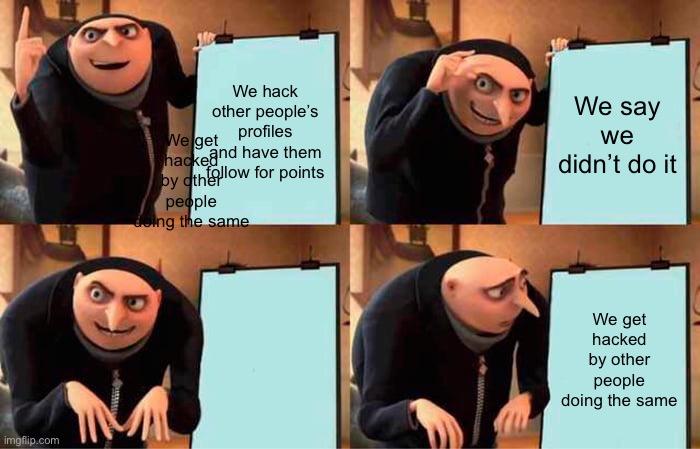 We hack
other people’s
profiles
and have them
follow for points
We get
hacked
by other
people
doing the same
We say
we
didn’t do it
We get
hacked
by other
people
doing the same
imgflip.com